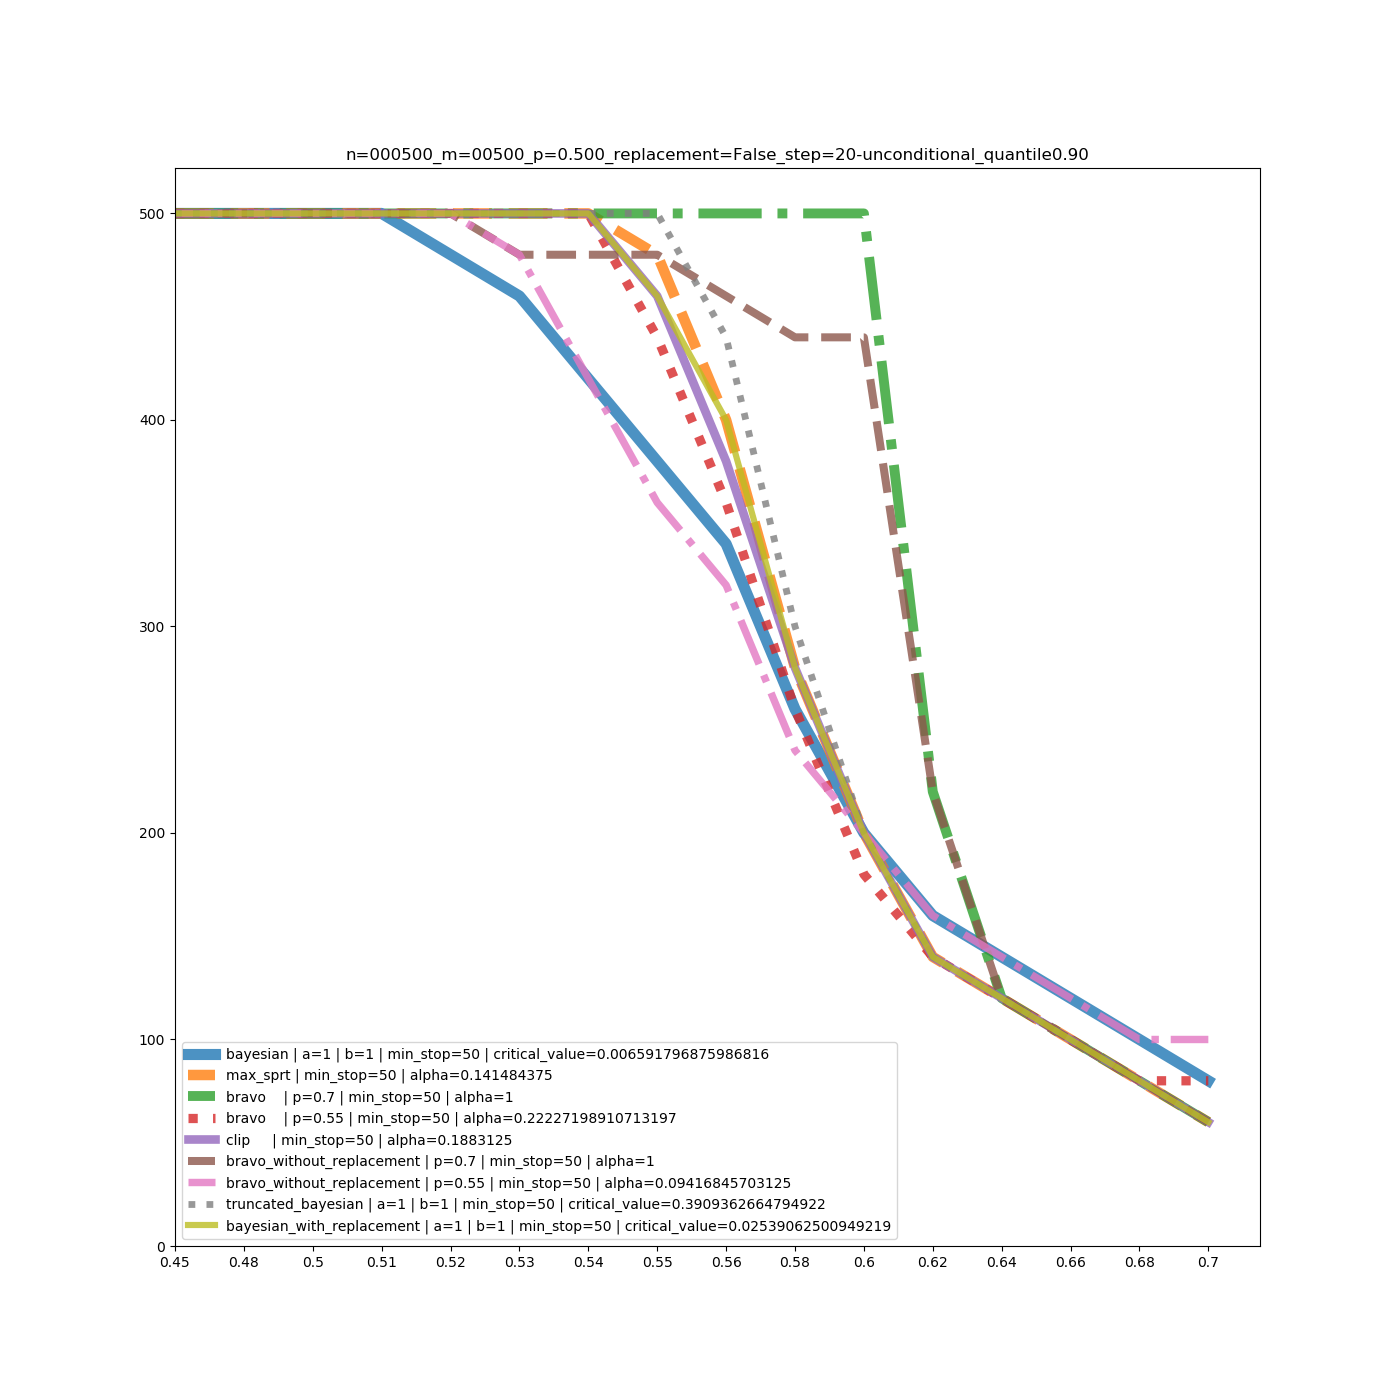 n=000500_m=00500_p=0.500_replacement=False_step=20-unconditional_quantile0.90
500
400
300
200
100
0
bayesian | a=1 | b=1 | min_stop=50 | critical_value=0.006591796875986816
max_sprt | min_stop=50 | alpha=0.141484375
bravo | p=0.7 | min_stop=50 | alpha=1
bravo | p=0.55 | min_stop=50 | alpha=0.22227198910713197
clip | min_stop=50 | alpha=0.1883125
bravo_without_replacement | p=0.7 | min_stop=50 | alpha=1
bravo_without_replacement | p=0.55 | min_stop=50 | alpha=0.09416845703125
truncated_bayesian | a=1 | b=1 | min_stop=50 | critical_value=0.3909362664794922
bayesian_with_replacement | a=1 | b=1 | min_stop=50 | critical_value=0.02539062500949219
0.45 0.48 0.5 0.51 0.52 0.53 0.54 0.55 0.56 0.58 0.6 0.62 0.64 0.66 0.68 0.7